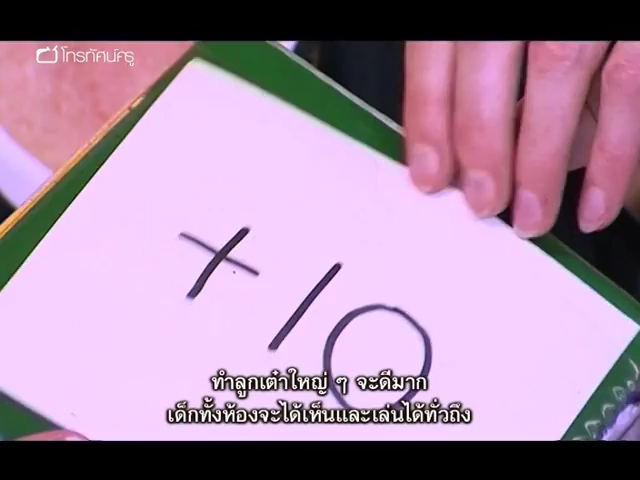 โทรทัศน์ครู
+10
ทำลูกเต๋าใหญ่ ๆ จะดีมาก
เด็กทั้งห้องจะได้เห็นและเล่นได้ทั่วถึง